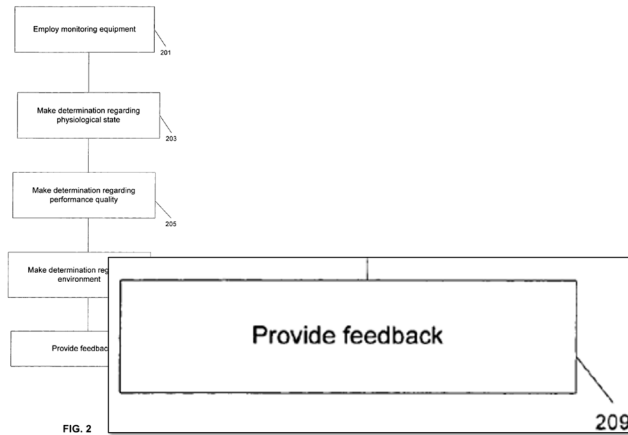 Employ monitoring equipment
201
Make determination regarding
physiological state
203
Make determination regarding
performance quality
205
Make determination reg
environment
Provide feedbac
Provide feedback
209
FIG. 2